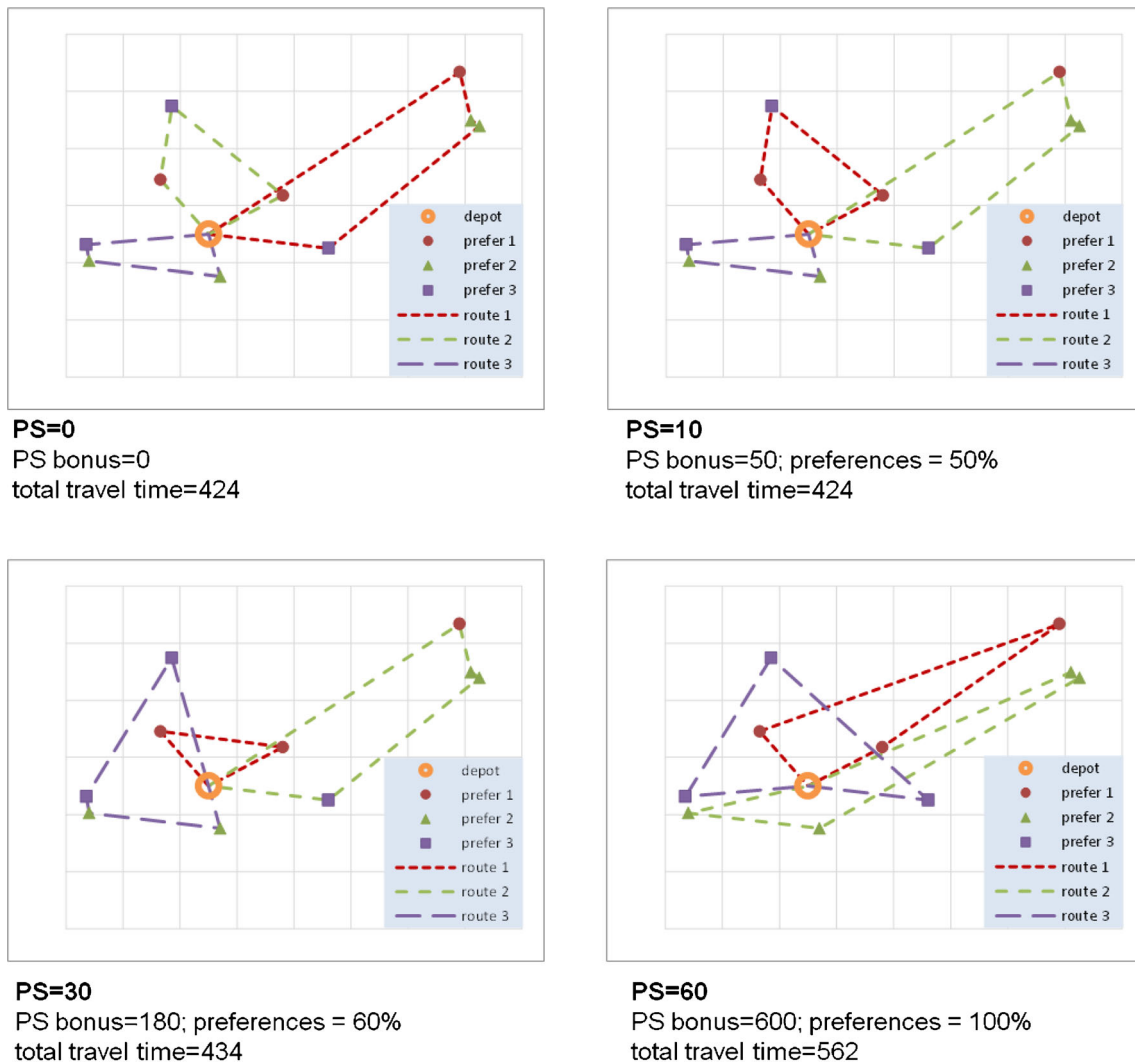 depot
prefer 1
prefer 2
prefer 3
route 1
route 2
route 3
PS=0
PS bonus=0
total travel time=424
depot
prefer 1
prefer 2
prefer 3
route 1
route 2
route 3
PS=10
PS bonus=50; preferences = 50%
total travel time=424
depot
prefer 1
prefer 2
prefer 3
route 1
route 2
route 3
PS=30
PS bonus=180; preferences = 60%
total travel time=434
depot
prefer 1
prefer 2
prefer 3
route 1
route 2
route 3
PS=60
PS bonus=600; preferences = 100%
total travel time=562